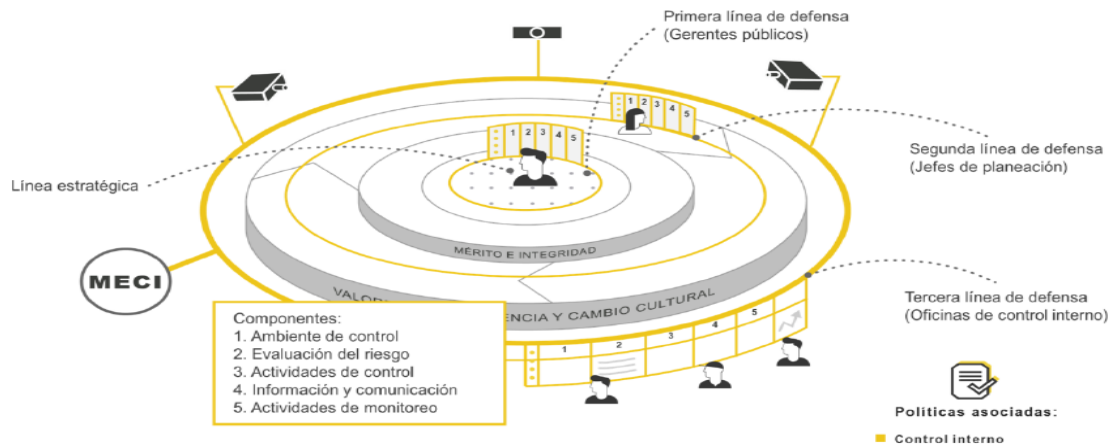 Primera línea de defensa
(Gerentes públicos)
1 2 3 4 5
1 2 3 4 5
Segunda línea de defensa
(Jefes de planeación)
Línea estratégica
MÉRITO E INTEGRIDAD
MECI
VALOR
ENCIA Y CAMBIO CULTURAL
Tercera línea de defensa
(Oficinas de control interno)
Componentes:
1. Ambiente de control
2. Evaluación del riesgo
3. Actividades de control
4. Información y comunicación
5. Actividades de monitoreo
1 2 3 4 5
Políticas asociadas:
Control interno